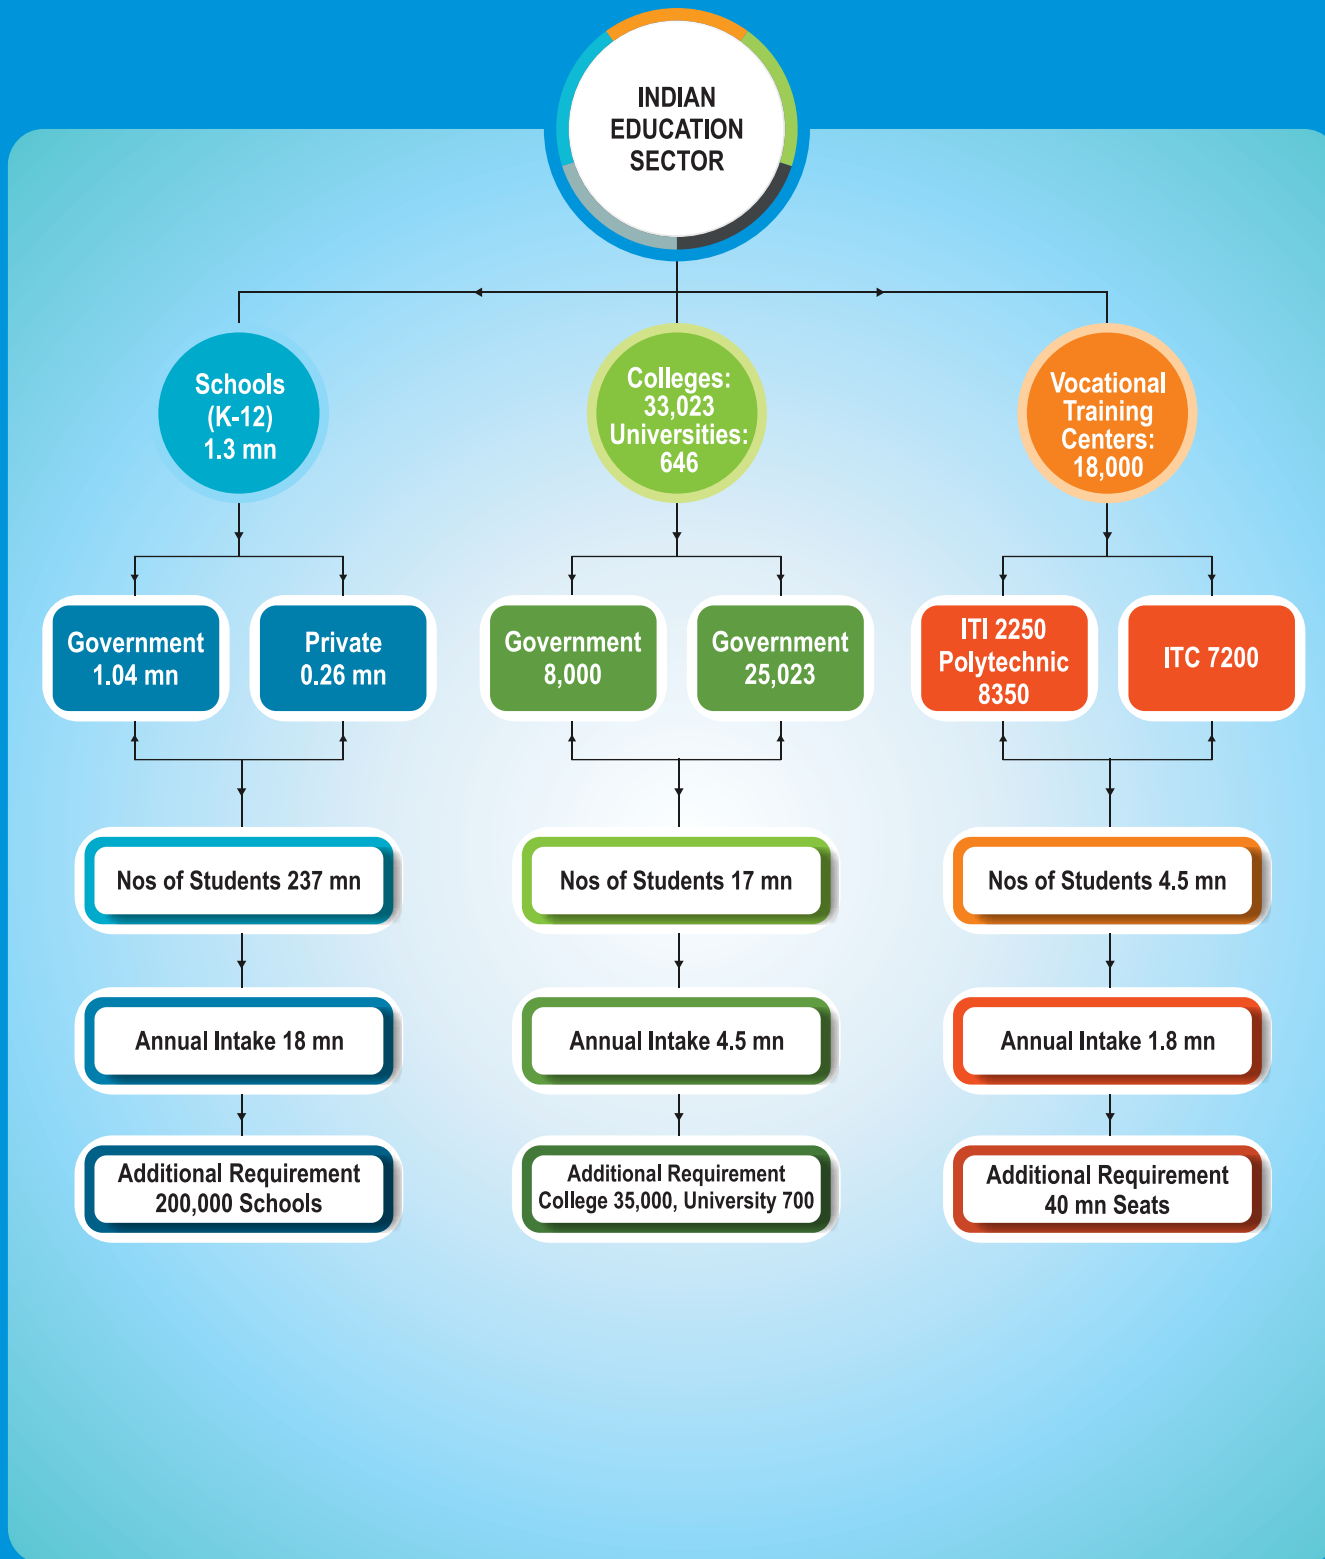 INDIAN
EDUCATION
SECTOR
Schools
(K-12)
1.3 mn
Colleges:
33,023
Universities:
646
Vocational
Training
Centers:
18,000
Government
1.04 mn
Private
0.26 mn
Government
8,000
Government
25,023
ITI 2250
Polytechnic
8350
ITC 7200
Nos of Students 237 mn
Nos of Students 17 mn
Nos of Students 4.5 mn
Annual Intake 18 mn
Annual Intake 4.5 mn
Annual Intake 1.8 mn
Additional Requirement
200,000 Schools
Additional Requirement
College 35,000, University 700
Additional Requirement
40 mn Seats